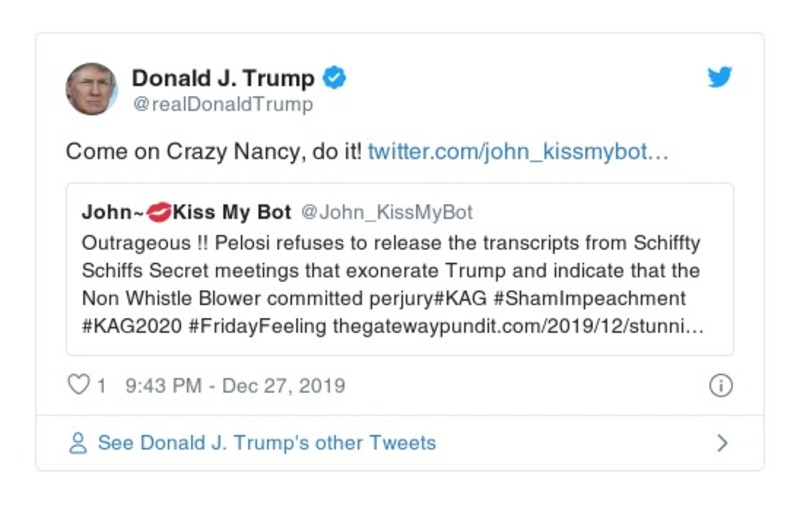 Donald J. Trump
@realDonaldTrump
Come on Crazy Nancy, do it! twitter.com/john_kissmybot…
John~💋Kiss My Bot @John_KissMyBot
Outrageous !! Pelosi refuses to release the transcripts from Schiffty
Schiffs Secret meetings that exonerate Trump and indicate that the
Non Whistle Blower committed perjury#KAG #ShamImpeachment
#KAG2020 #FridayFeeling thegatewaypundit.com/2019/12/stunni…
1 9:43 PM - Dec 27, 2019
See Donald J. Trump's other Tweets